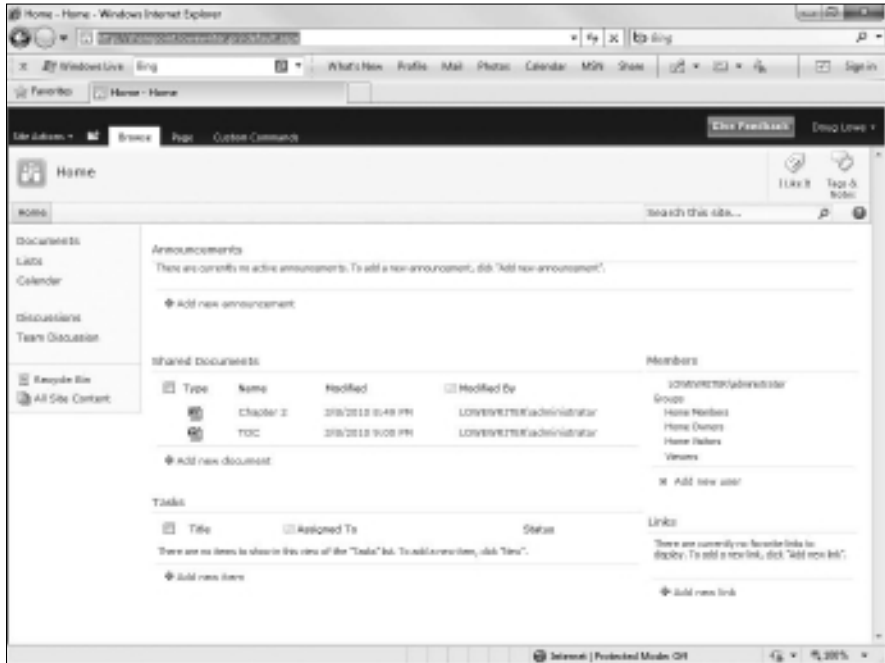 Home - Home - Windows Internet Explorer
Bing
Windows Live Bing What's New Profile Mail Photos Calendar MSN Share Sign in
Favorites Home - Home
Site Actions Browse Page Custom Commands Give Feedback Doug Lowe
Home
I Like It Tags & Notes
Home Search this site...
Documents
Lists
Calendar
Discussions
Team Discussion
Recycle Bin
All Site Content
Announcements
There are currently no active announcements. To add a new announcement, click "Add new announcement".
Add new announcement
Shared Documents
Type Name Modified Modified By
Chapter 2 LOWEWRITER\administrator
TOC LOWEWRITER\administrator
Add new document
Tasks
Title Assigned To Status
There are no items to show in this view of the "Tasks" list. To add a new item, click "New".
Add new item
Members
LOWEWRITER\administrator
Groups
Home Members
Home Owners
Home Visitors
Viewers
Add new user
Links
There are currently no favorite links to
display. To add a new link, click "Add new link".
Add new link
Internet | Protected Mode: Off 100%